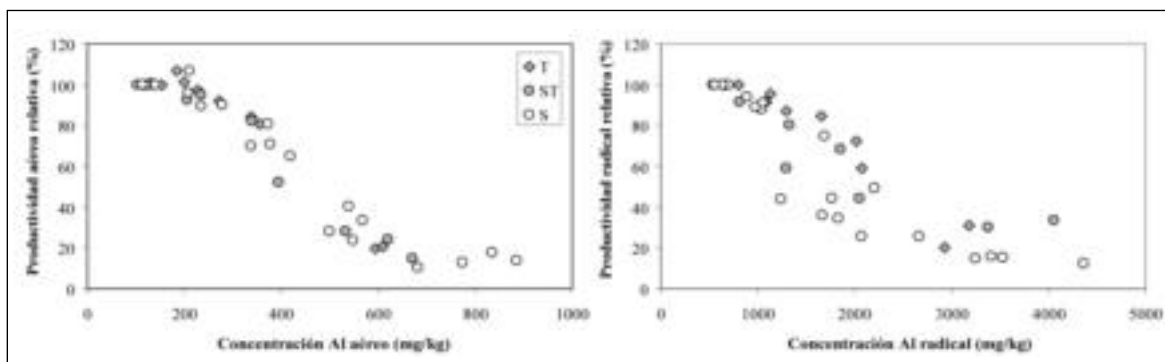 Productividad aérea relativa (%)
120
100
80
60
40
20
0
0 200 400 600 800 1000
Concentración Al aéreo (mg/kg)
T
ST
S
Productividad radical relativa (%)
120
100
80
60
40
20
0
0 1000 2000 3000 4000 5000
Concentración Al radical (mg/kg)